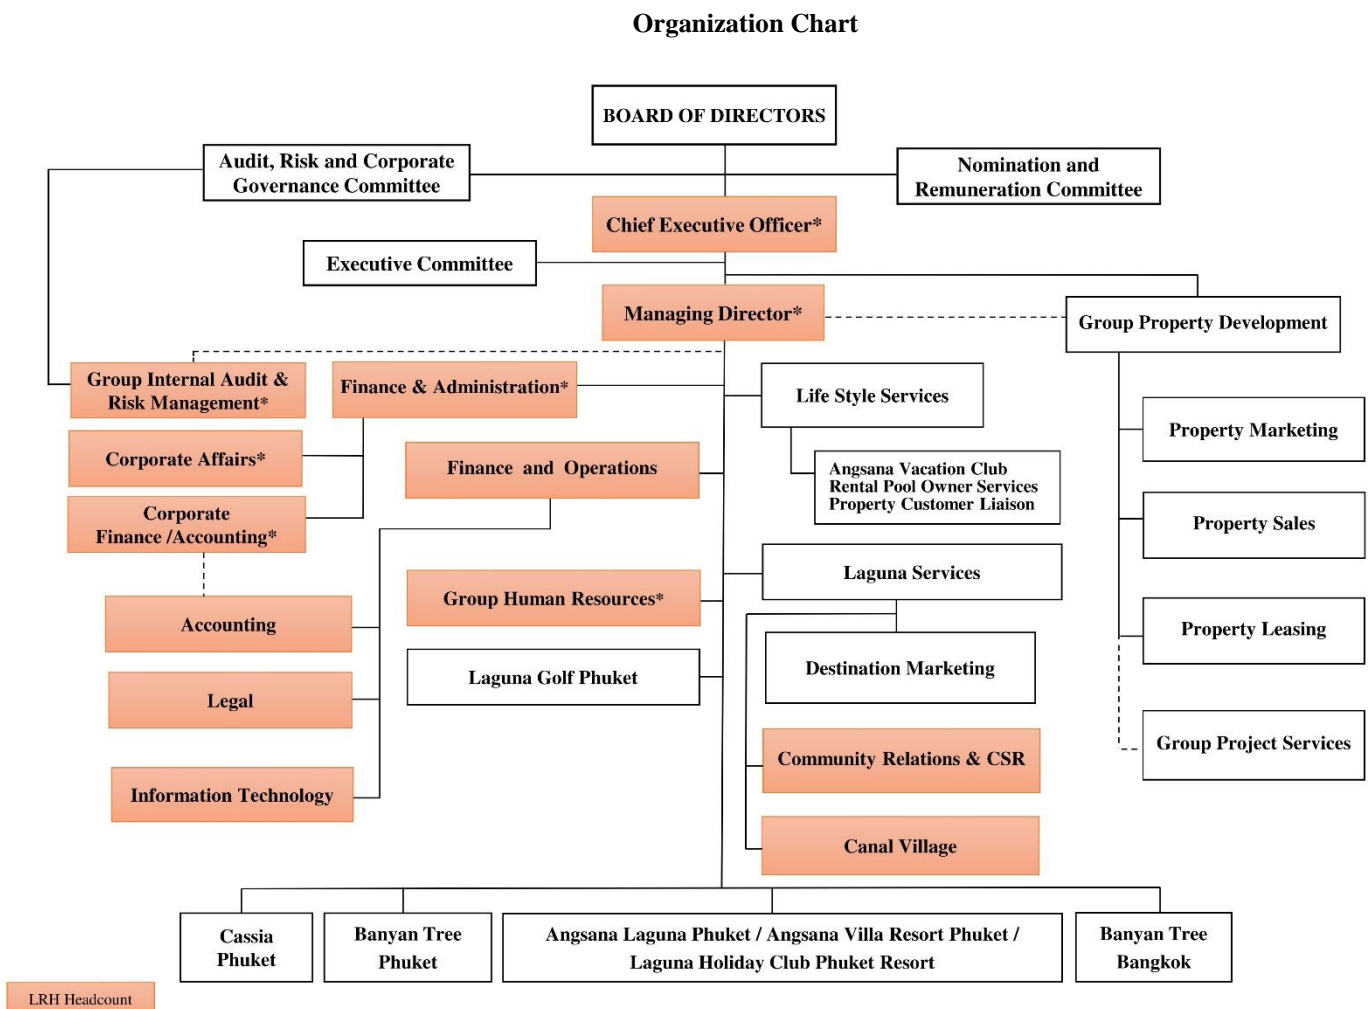 Organization Chart
BOARD OF DIRECTORS
Audit, Risk and Corporate
Governance Committee
Nomination and
Remuneration Committee
Chief Executive Officer*
Executive Committee
Managing Director*
Group Property Development
Group Internal Audit &
Risk Management*
Finance & Administration*
Life Style Services
Property Marketing
Corporate Affairs*
Finance and Operations
Angsana Vacation Club
Rental Pool Owner Services
Property Customer Liaison
Corporate
Finance /Accounting*
Property Sales
Laguna Services
Group Human Resources*
Accounting
Property Leasing
Laguna Golf Phuket
Destination Marketing
Legal
Group Project Services
Community Relations & CSR
Information Technology
Canal Village
Cassia
Phuket
Banyan Tree
Phuket
Angsana Laguna Phuket / Angsana Villa Resort Phuket /
Laguna Holiday Club Phuket Resort
Banyan Tree
Bangkok
LRH Headcount